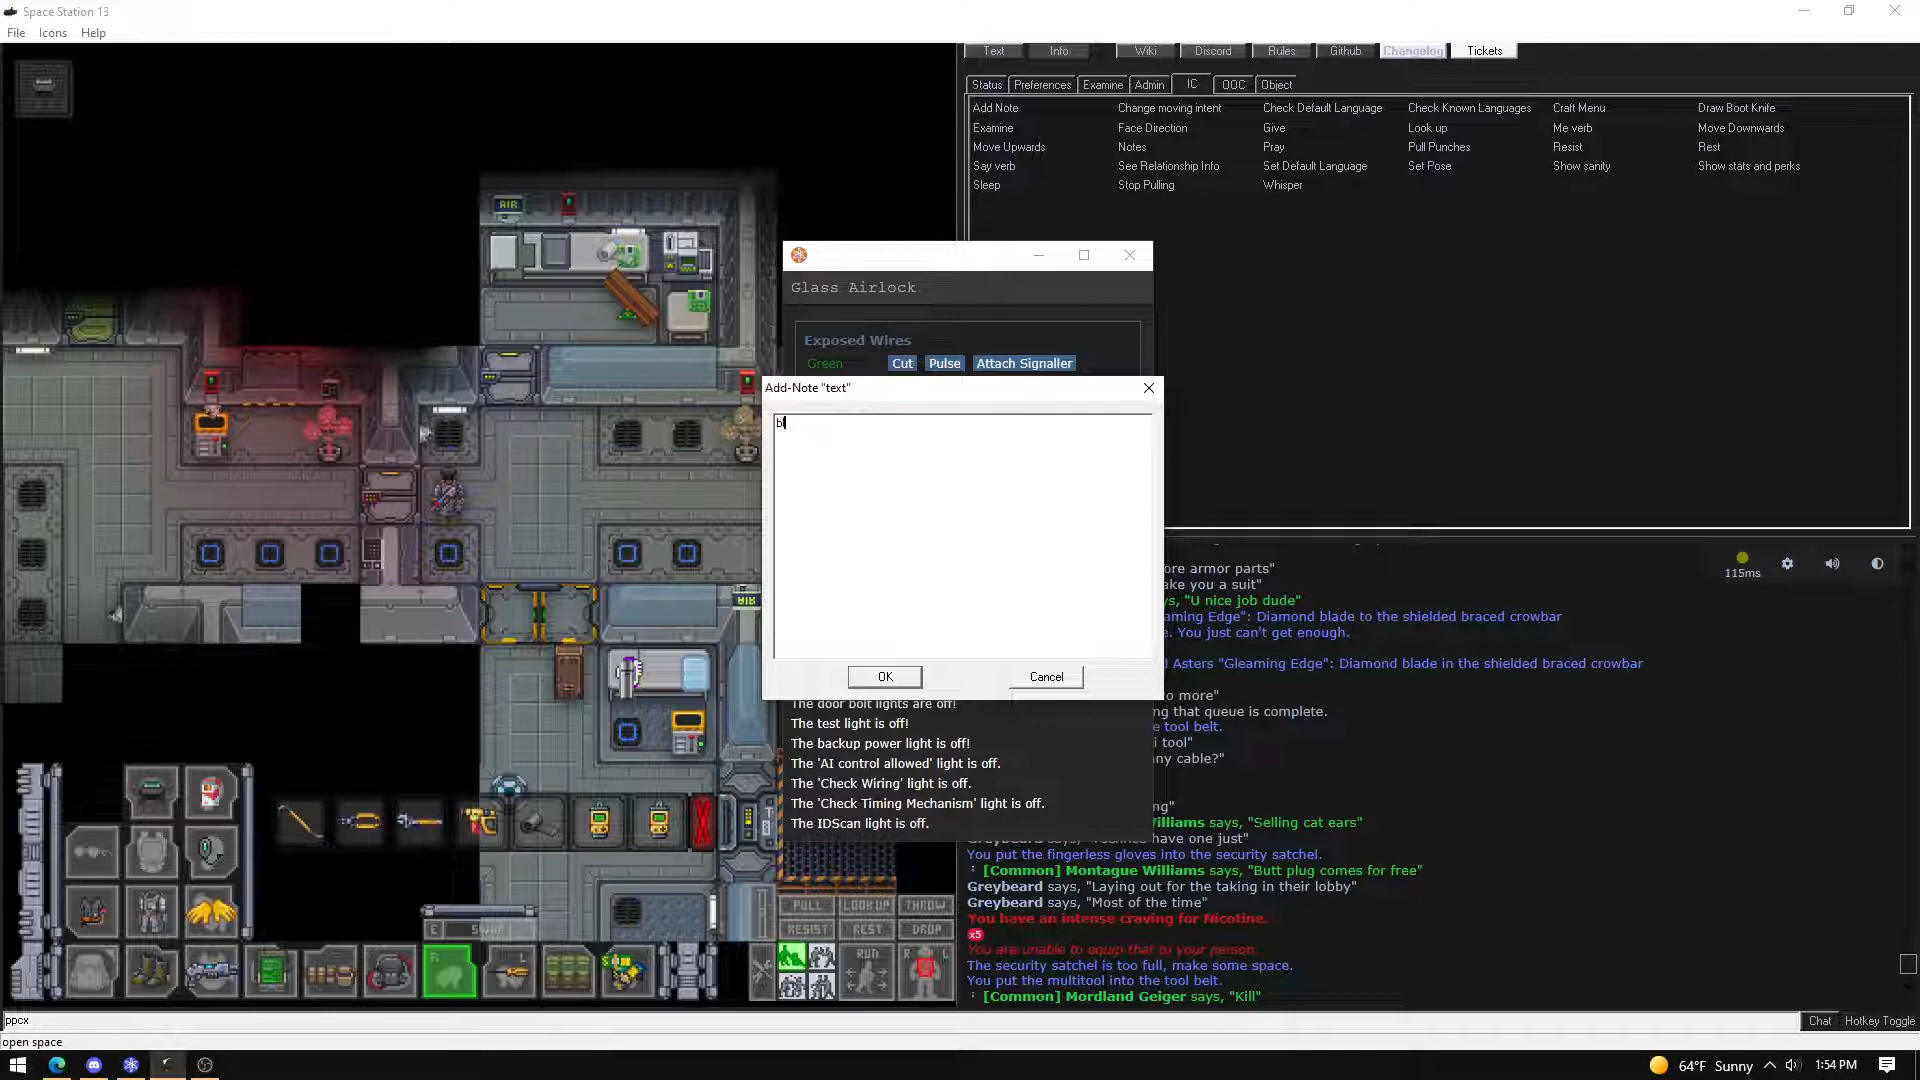 Space Station 13
File Icons Help
Text Info Wiki Discord Rules Github Changelog Tickets
Status Preferences Examine Admin IC OOC Object
Add Note Change moving intent Check Default Language Check Known Languages Craft Menu Draw Boot Knife
Examine Face Direction Give Look up Me verb Move Downwards
Move Upwards Notes Pray Pull Punches Resist Rest
Say verb See Relationship Info Set Default Language Set Pose Show sanity Show stats and perks
Sleep Stop Pulling Whisper
AIR
Glass Airlock
Exposed Wires
Green Cut Pulse Attach Signaller
Add-Note "text"
bl
OK Cancel
The door bolt lights are off!
The test light is off!
The backup power light is off!
The 'AI control allowed' light is off.
The 'Check Wiring' light is off.
The 'Check Timing Mechanism' light is off.
The IDScan light is off.
115ms
ore armor parts"
ake you a suit"
ys, "U nice job dude"
aming Edge": Diamond blade to the shielded braced crowbar
e. You just can't get enough.
d Asters "Gleaming Edge": Diamond blade in the shielded braced crowbar
o more"
ng that queue is complete.
e tool belt.
i tool"
ny cable?"
ng"
illiams says, "Selling cat ears"
have one just"
You put the fingerless gloves into the security satchel.
[Common] Montague Williams says, "Butt plug comes for free"
Greybeard says, "Laying out for the taking in their lobby"
Greybeard says, "Most of the time"
You have an intense craving for Nicotine.
x5
You are unable to equip that to your person.
The security satchel is too full, make some space.
You put the multitool into the tool belt.
[Common] Mordland Geiger says, "Kill"
AIR
PULL LOOKUP THROW
RESIST REST DROP
E SWAP
R L RUN R L
ppcx
Chat Hotkey Toggle
open space
64°F Sunny 1:54 PM